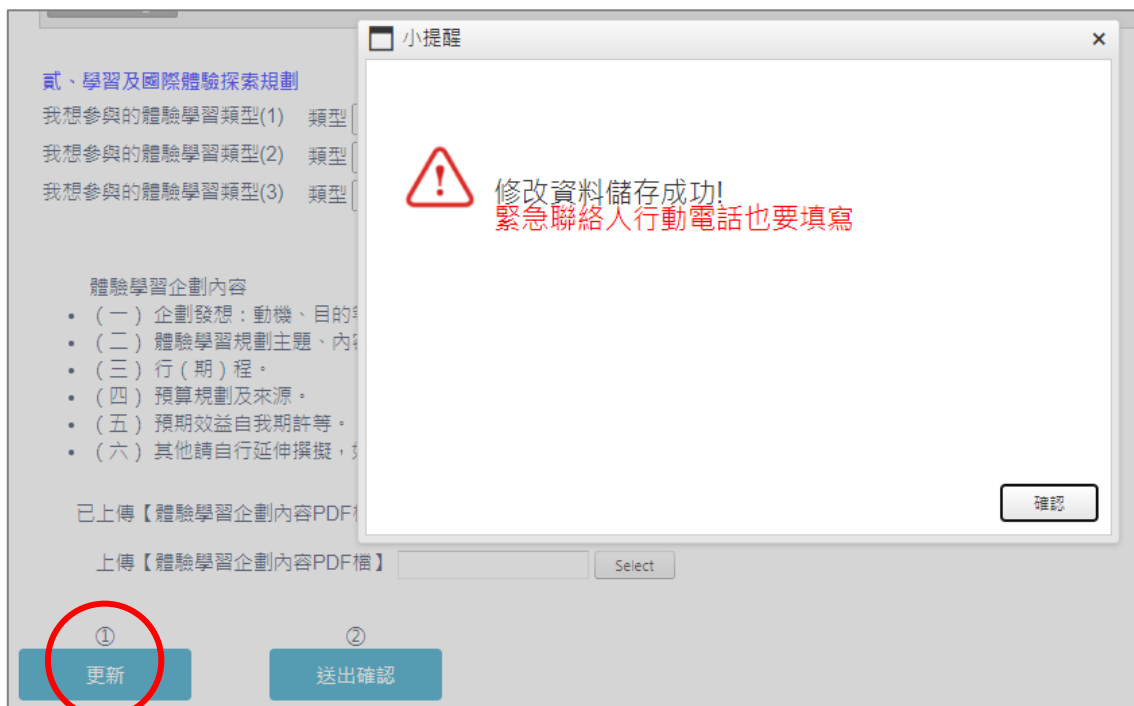 小提醒
×
貳、學習及國際體驗探索規劃
我想參與的體驗學習類型(1) 類型
我想參與的體驗學習類型(2) 類型
我想參與的體驗學習類型(3) 類型
修改資料儲存成功!
緊急聯絡人行動電話也要填寫
體驗學習企劃內容
• (一) 企劃發想：動機、目的
• (二) 體驗學習規劃主題、內
• (三) 行(期)程。
• (四) 預算規劃及來源。
• (五) 預期效益自我期許等。
• (六) 其他請自行延伸撰擬，
確認
已上傳【體驗學習企劃內容PDF
上傳【體驗學習企劃內容PDF檔】 Select
① ②
更新 送出確認